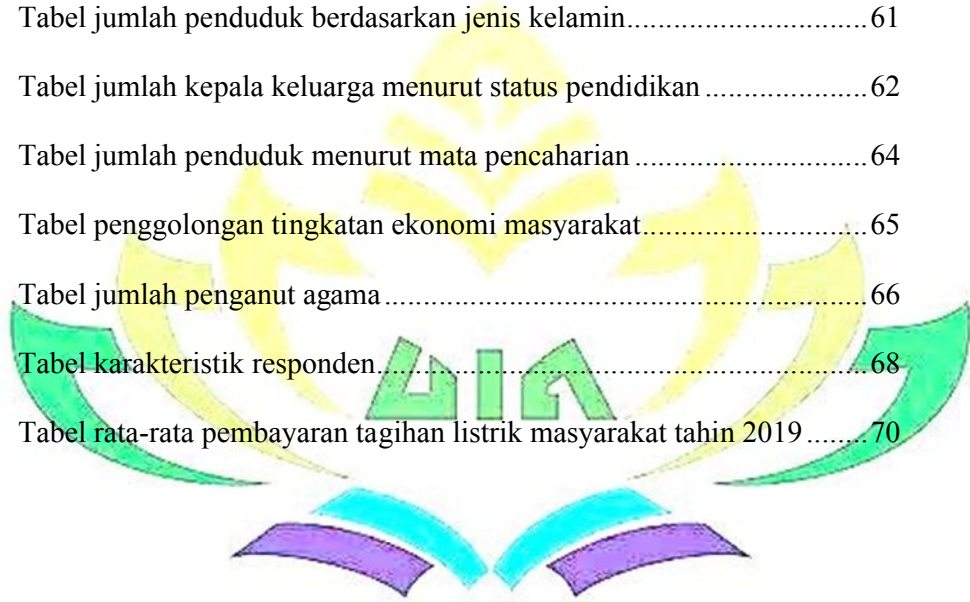 Tabel jumlah penduduk berdasarkan jenis kelamin..............................61
Tabel jumlah kepala keluarga menurut status pendidikan....................62
Tabel jumlah penduduk menurut mata pencaharian.............................64
Tabel penggolongan tingkatan ekonomi masyarakat............................65
Tabel jumlah penganut agama............................................................66
Tabel karakteristik responden.............................................................68
UIN
Tabel rata-rata pembayaran tagihan listrik masyarakat tahin 2019........70